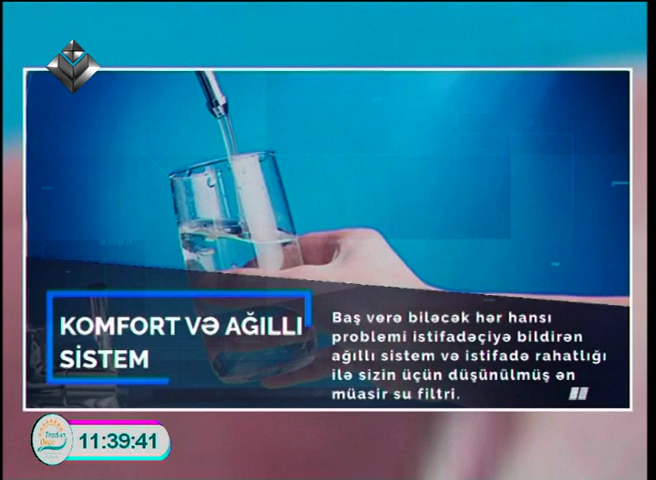 KOMFORT VƏ AĞILLI
SİSTEM
Baş verə biləcək hər hansı
problemi istifadəçiyə bildirən
ağıllı sistem və istifadə rahatlığı
ilə sizin üçün düşünülmüş ən
müasir su filtri.
11:39:41